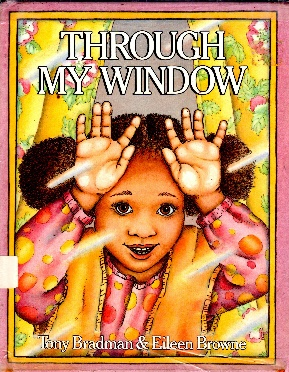 THROUGH
MY WINDOW
Tony Bradman & Eileen Browne